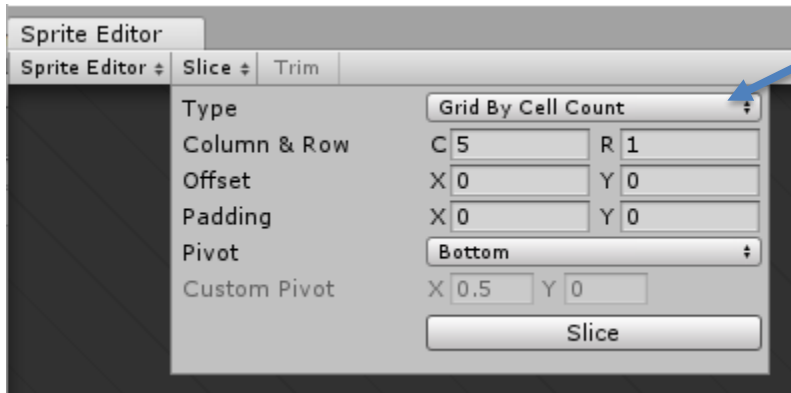 Sprite Editor
Sprite Editor Slice Trim
Type Grid By Cell Count
Column & Row C 5 R 1
Offset X 0 Y 0
Padding X 0 Y 0
Pivot Bottom
Custom Pivot X 0.5 Y 0
Slice